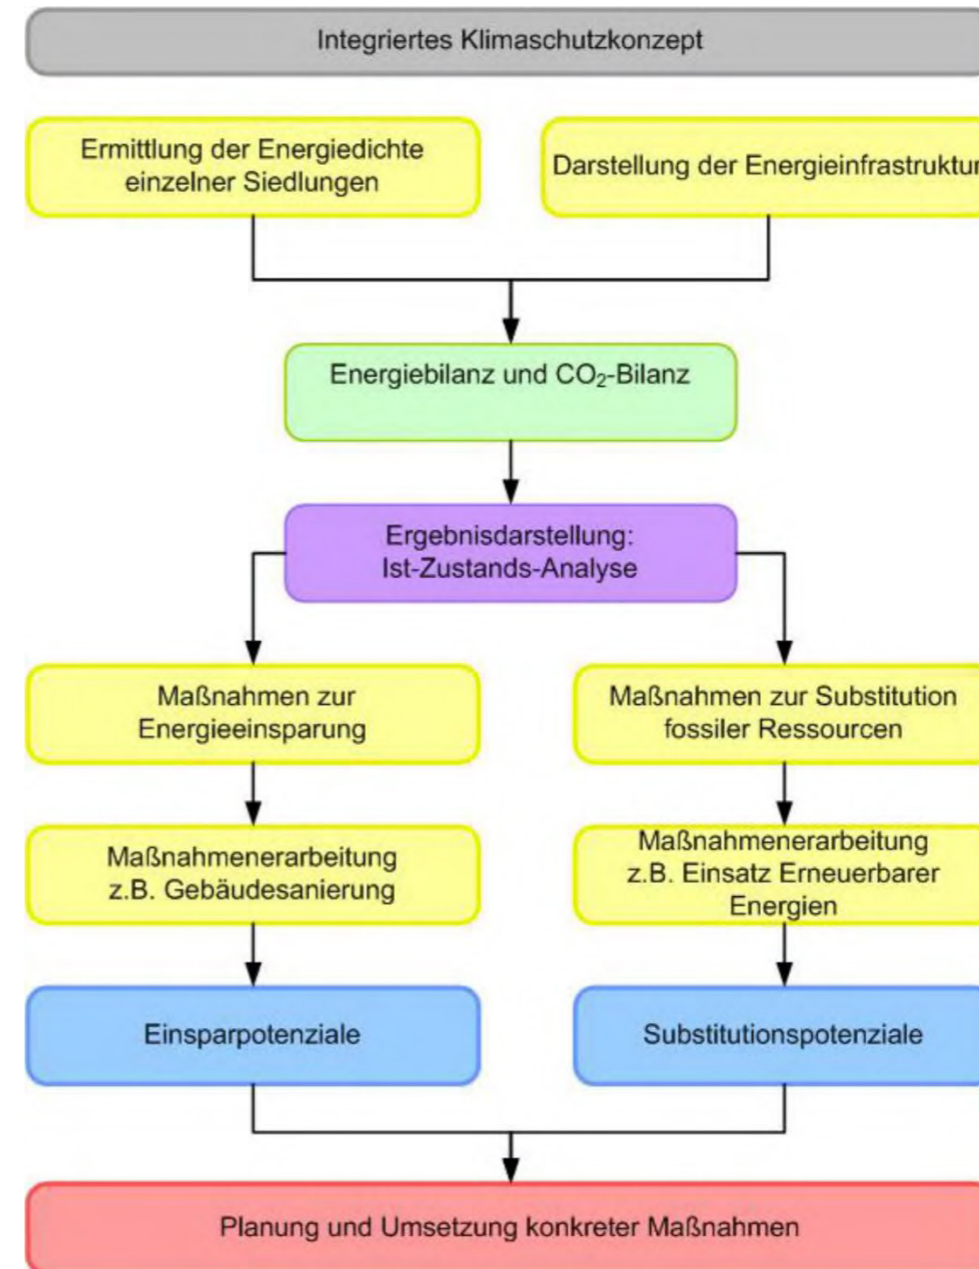 Integriertes Klimaschutzkonzept
Ermittlung der Energiedichte
einzelner Siedlungen
Darstellung der Energieinfrastruktur
Energiebilanz und CO₂-Bilanz
Ergebnisdarstellung:
Ist-Zustands-Analyse
Maßnahmen zur
Energieeinsparung
Maßnahmen zur Substitution
fossiler Ressourcen
Maßnahmenerarbeitung
z.B. Gebäudesanierung
Maßnahmenerarbeitung
z.B. Einsatz Erneuerbarer
Energien
Einsparpotenziale
Substitutionspotenziale
Planung und Umsetzung konkreter Maßnahmen